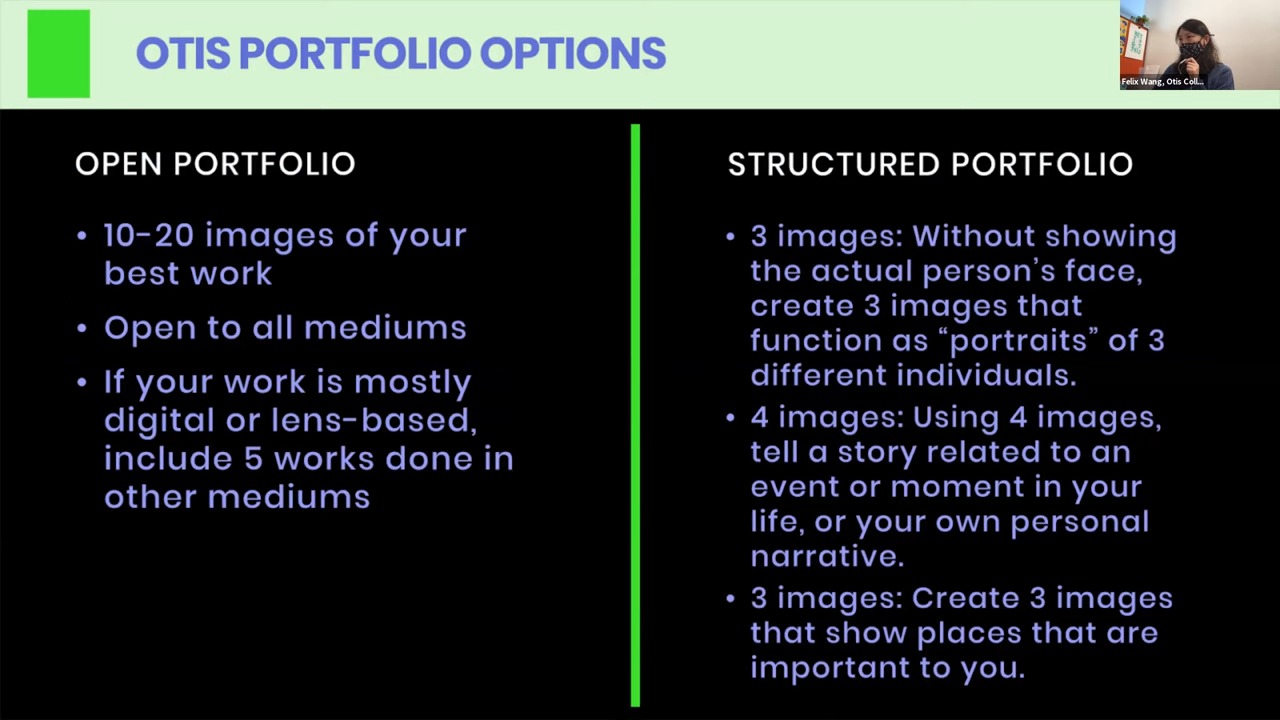 OTIS PORTFOLIO OPTIONS
Felix Wang, Otis Coll...
OPEN PORTFOLIO
• 10-20 images of your
best work
• Open to all mediums
• If your work is mostly
digital or lens-based,
include 5 works done in
other mediums
STRUCTURED PORTFOLIO
• 3 images: Without showing
the actual person’s face,
create 3 images that
function as “portraits” of 3
different individuals.
• 4 images: Using 4 images,
tell a story related to an
event or moment in your
life, or your own personal
narrative.
• 3 images: Create 3 images
that show places that are
important to you.